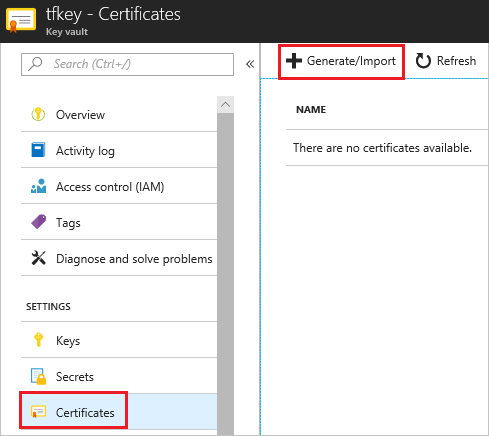 tfkey - Certificates
Key vault
Search (Ctrl+/)
Overview
Activity log
Access control (IAM)
Tags
Diagnose and solve problems
SETTINGS
Keys
Secrets
Certificates
Generate/Import
Refresh
NAME
There are no certificates available.